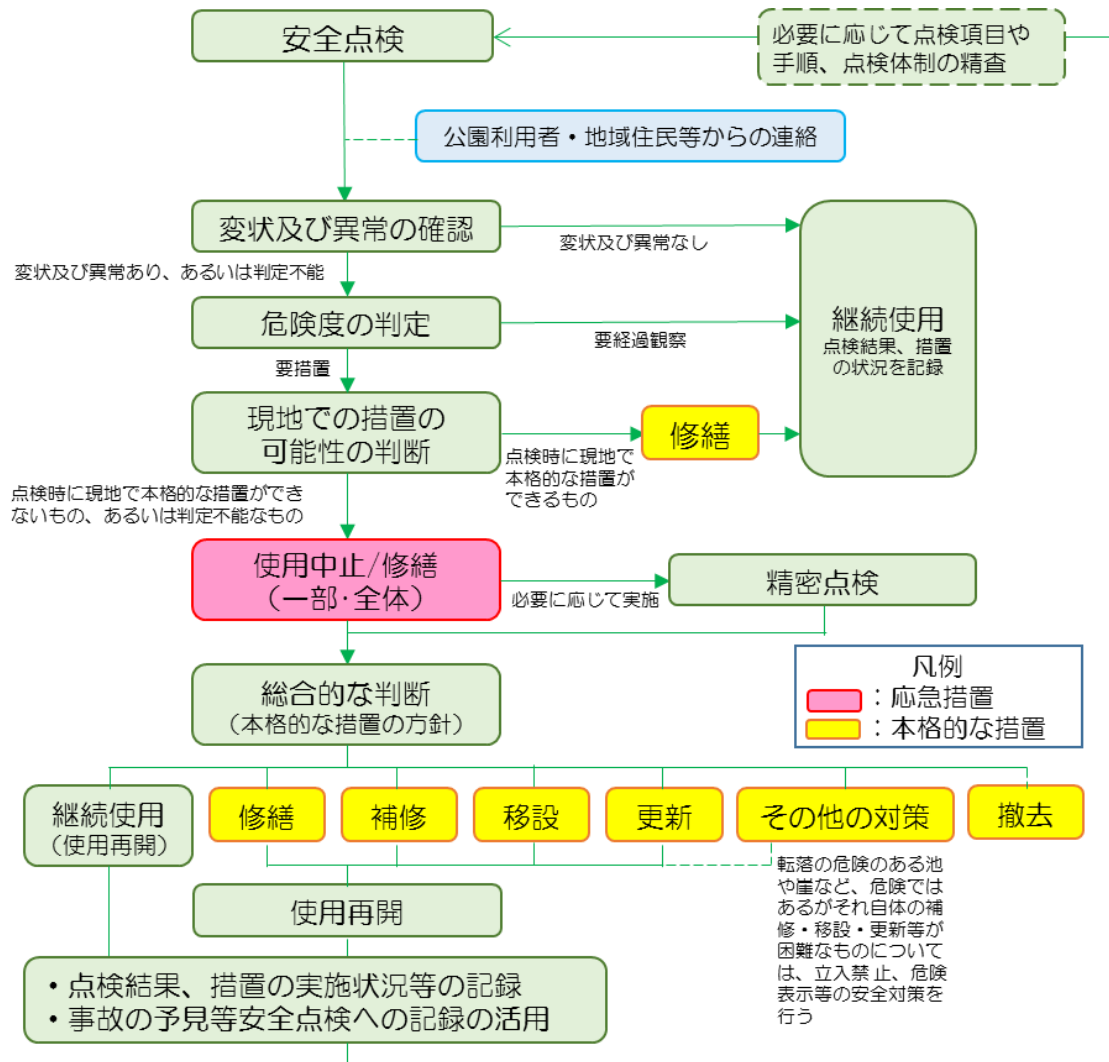 安全点検
必要に応じて点検項目や
手順、点検体制の精査
公園利用者・地域住民等からの連絡
変状及び異常の確認
変状及び異常なし
変状及び異常あり、あるいは判定不能
危険度の判定
要経過観察
継続使用
点検結果、措置
の状況を記録
要措置
現地での措置の
可能性の判断
修繕
点検時に現地で
本格的な措置が
できるもの
点検時に現地で本格的な措置ができ
ないもの、あるいは判定不能なもの
使用中止/修繕
（一部・全体）
必要に応じて実施
精密点検
総合的な判断
（本格的な措置の方針）
凡例
：応急措置
：本格的な措置
継続使用
（使用再開）
修繕
補修
移設
更新
その他の対策
撤去
転落の危険のある池
や崖など、危険では
あるがそれ自体の補
修・移設・更新等が
困難なものについて
は、立入禁止、危険
表示等の安全対策を
行う
使用再開
・点検結果、措置の実施状況等の記録
・事故の予見等安全点検への記録の活用